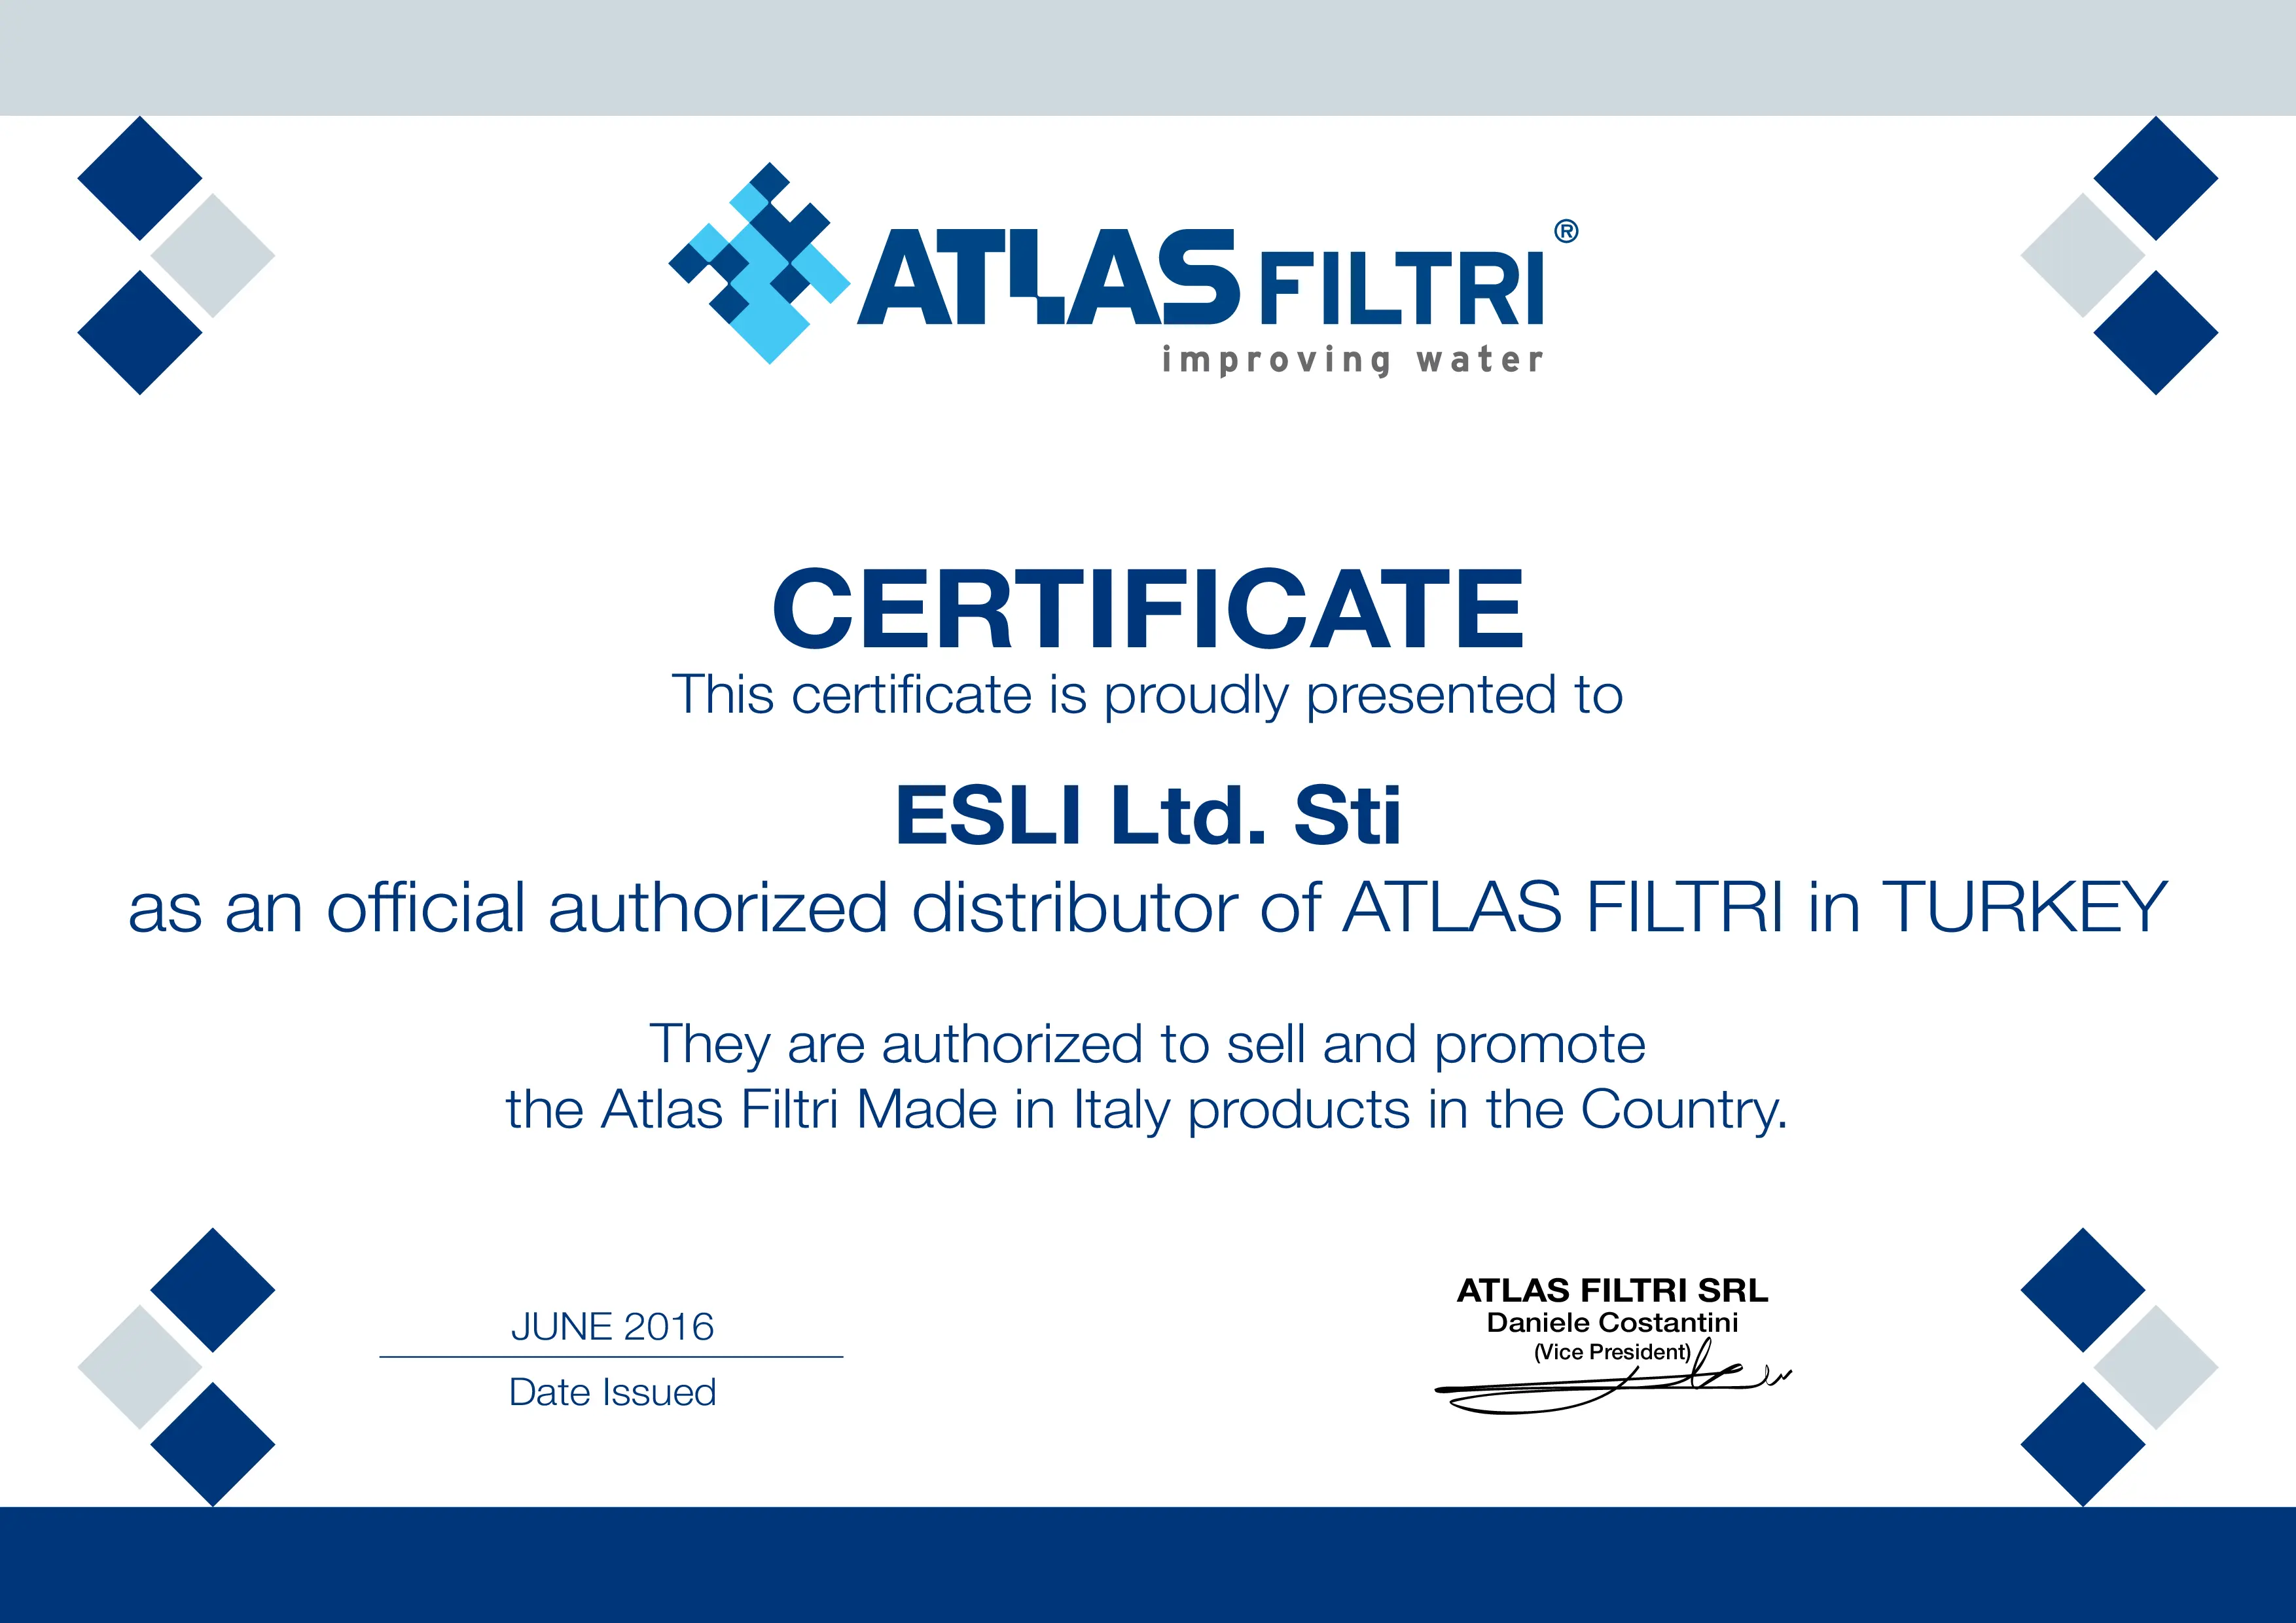 ATLAS FILTRI ®
improving water
CERTIFICATE
This certificate is proudly presented to
ESLI Ltd. Sti
as an official authorized distributor of ATLAS FILTRI in TURKEY
They are authorized to sell and promote
the Atlas Filtri Made in Italy products in the Country.
JUNE 2016
Date Issued
ATLAS FILTRI SRL
Daniele Costantini
(Vice President)